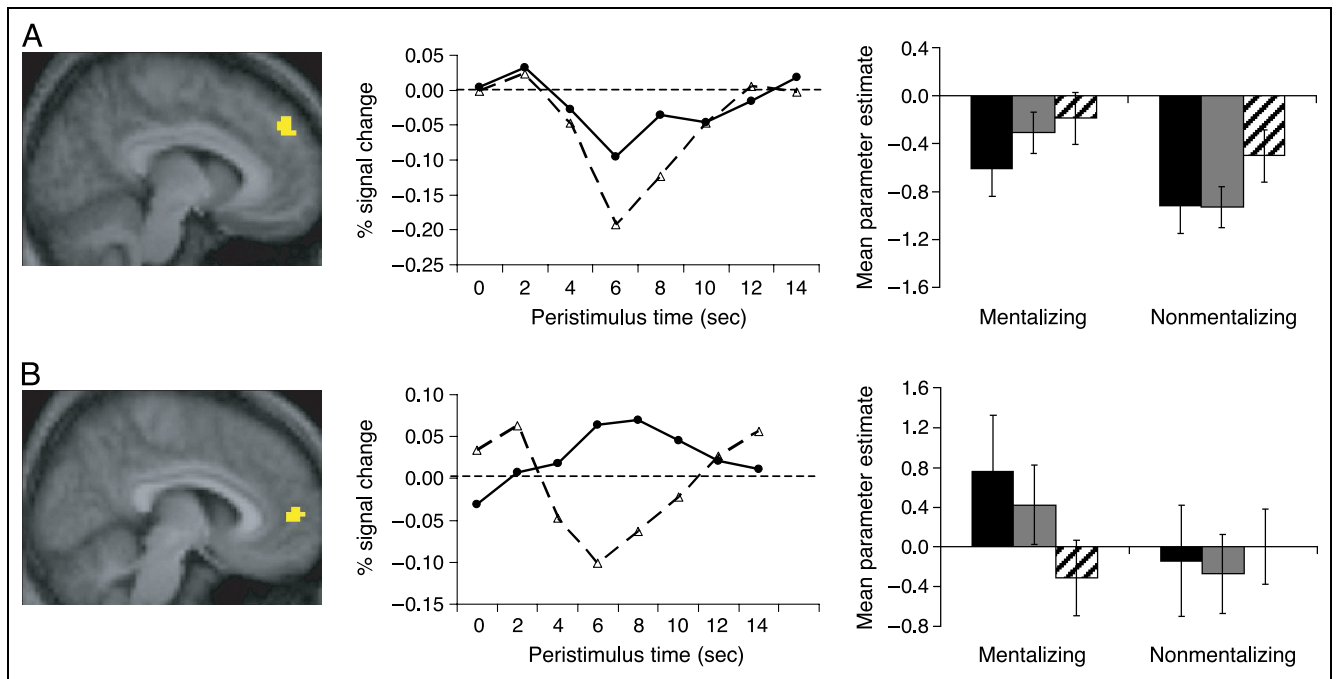 A
% signal change
0.05
0.00
−0.05
−0.10
−0.15
−0.20
−0.25
0 2 4 6 8 10 12 14
Peristimulus time (sec)
Mean parameter estimate
0.4
0.0
−0.4
−0.8
−1.2
−1.6
Mentalizing Nonmentalizing
B
% signal change
0.10
0.05
0.00
−0.05
−0.10
−0.15
0 2 4 6 8 10 12 14
Peristimulus time (sec)
Mean parameter estimate
1.6
1.2
0.8
0.4
0.0
−0.4
−0.8
Mentalizing Nonmentalizing